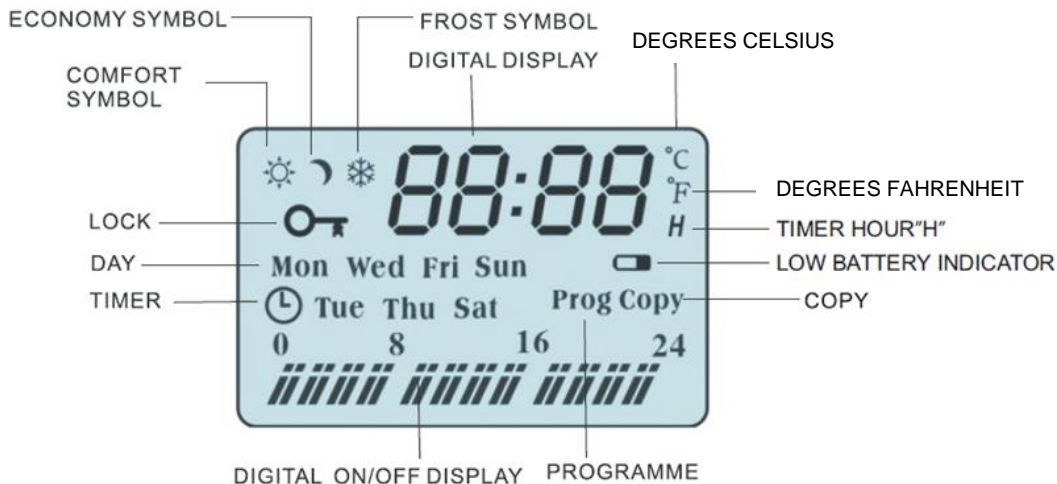 ECONOMY SYMBOL
FROST SYMBOL
DEGREES CELSIUS
DIGITAL DISPLAY
COMFORT
SYMBOL
88:88
°C
°F
DEGREES FAHRENHEIT
LOCK
H
TIMER HOUR"H"
DAY
Mon Wed Fri Sun
LOW BATTERY INDICATOR
TIMER
Tue Thu Sat
Prog Copy
COPY
0 8 16 24
DIGITAL ON/OFF DISPLAY
PROGRAMME